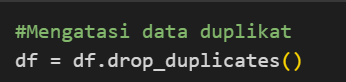 #Mengatasi data duplikat
df = df.drop_duplicates()